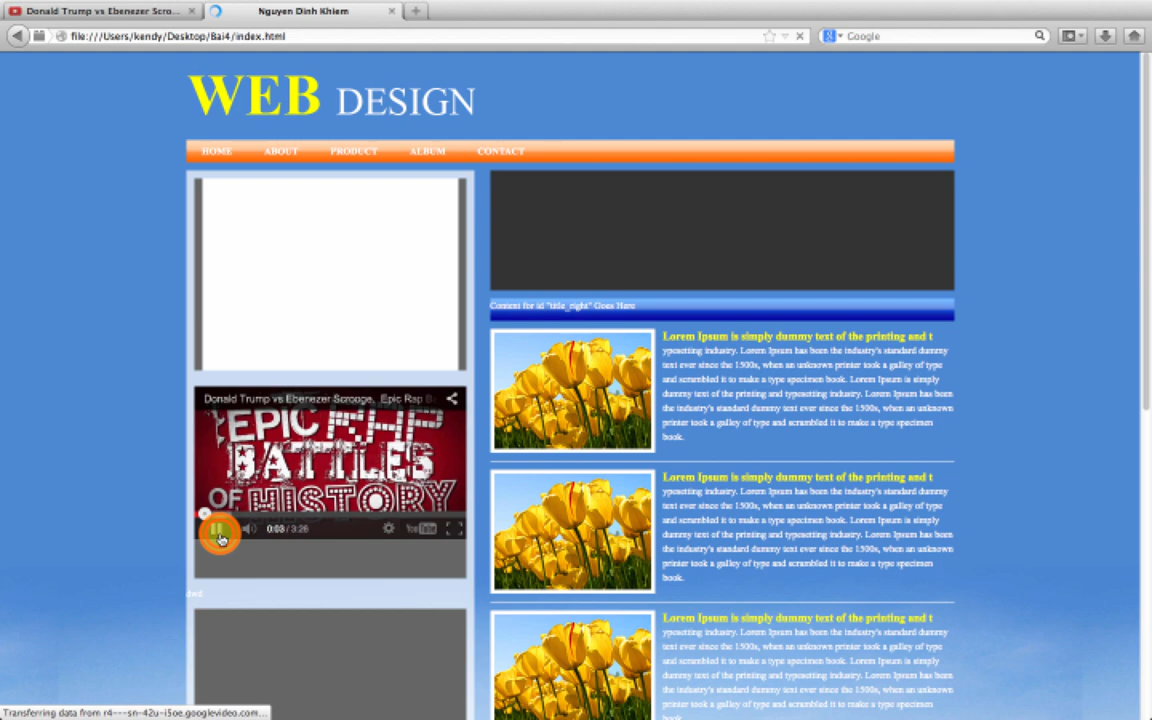 Donald Trump vs Ebenezer Scro...
Nguyen Dinh Khiem
file:///Users/kendy/Desktop/Bai4/index.html
Google
WEB DESIGN
HOME ABOUT PRODUCT ALBUM CONTACT
Content for id "title_right" Goes Here
Lorem Ipsum is simply dummy text of the printing and t
ypesetting industry. Lorem Ipsum has been the industry's standard dummy
text ever since the 1500s, when an unknown printer took a galley of type
and scrambled it to make a type specimen book. Lorem Ipsum is simply
dummy text of the printing and typesetting industry. Lorem Ipsum has been
the industry's standard dummy text ever since the 1500s, when an unknown
printer took a galley of type and scrambled it to make a type specimen
book.
Donald Trump vs Ebenezer Scrooge. Epic Rap B
EPIC RAP
BATTLES
OF HISTORY
0:03 / 3:26
YouTube
Lorem Ipsum is simply dummy text of the printing and t
ypesetting industry. Lorem Ipsum has been the industry's standard dummy
text ever since the 1500s, when an unknown printer took a galley of type
and scrambled it to make a type specimen book. Lorem Ipsum is simply
dummy text of the printing and typesetting industry. Lorem Ipsum has been
the industry's standard dummy text ever since the 1500s, when an unknown
printer took a galley of type and scrambled it to make a type specimen
book.
Lorem Ipsum is simply dummy text of the printing and t
ypesetting industry. Lorem Ipsum has been the industry's standard dummy
text ever since the 1500s, when an unknown printer took a galley of type
and scrambled it to make a type specimen book. Lorem Ipsum is simply
dummy text of the printing and typesetting industry. Lorem Ipsum has been
the industry's standard dummy text ever since the 1500s, when an unknown
printer took a galley of type and scrambled it to make a type specimen
book.
Transferring data from r4---sn-42u-i5oe.googlevideo.com...